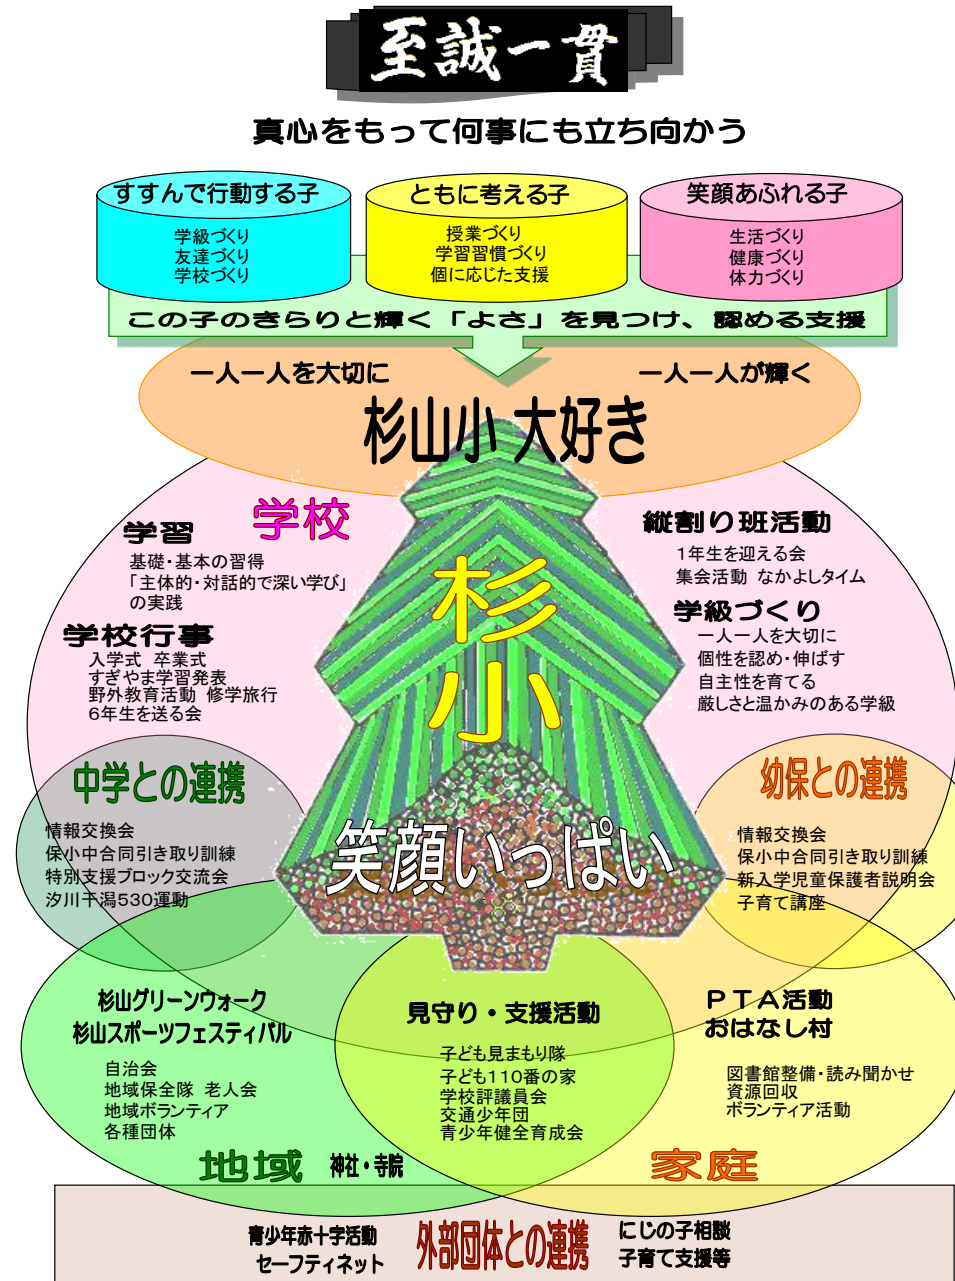 至誠一貫
真心をもって何事にも立ち向かう
すすんで行動する子
学級づくり
友達づくり
学校づくり
ともに考える子
授業づくり
学習習慣づくり
個に応じた支援
笑顔あふれる子
生活づくり
健康づくり
体力づくり
この子のきらりと輝く「よさ」を見つけ、認める支援
一人一人を大切に
一人一人が輝く
杉山小 大好き
学校
学習
基礎・基本の習得
「主体的・対話的で深い学び」
の実践
学校行事
入学式 卒業式
すぎやま学習発表
野外教育活動 修学旅行
6年生を送る会
縦割り班活動
1年生を迎える会
集会活動 なかよしタイム
学級づくり
一人一人を大切に
個性を認め・伸ばす
自主性を育てる
厳しさと温かみのある学級
杉
小
笑顔いっぱい
中学との連携
情報交換会
保小中合同引き取り訓練
特別支援ブロック交流会
汐川干潟530運動
幼保との連携
情報交換会
保小中合同引き取り訓練
新入学児童保護者説明会
子育て講座
杉山グリーンウォーク
杉山スポーツフェスティバル
自治会
地域保全隊 老人会
地域ボランティア
各種団体
地域 神社・寺院
見守り・支援活動
子ども見まもり隊
子ども110番の家
学校評議員会
交通少年団
青少年健全育成会
PTA活動
おはなし村
図書館整備・読み聞かせ
資源回収
ボランティア活動
家庭
青少年赤十字活動
セーフティネット
外部団体との連携
にじの子相談
子育て支援等